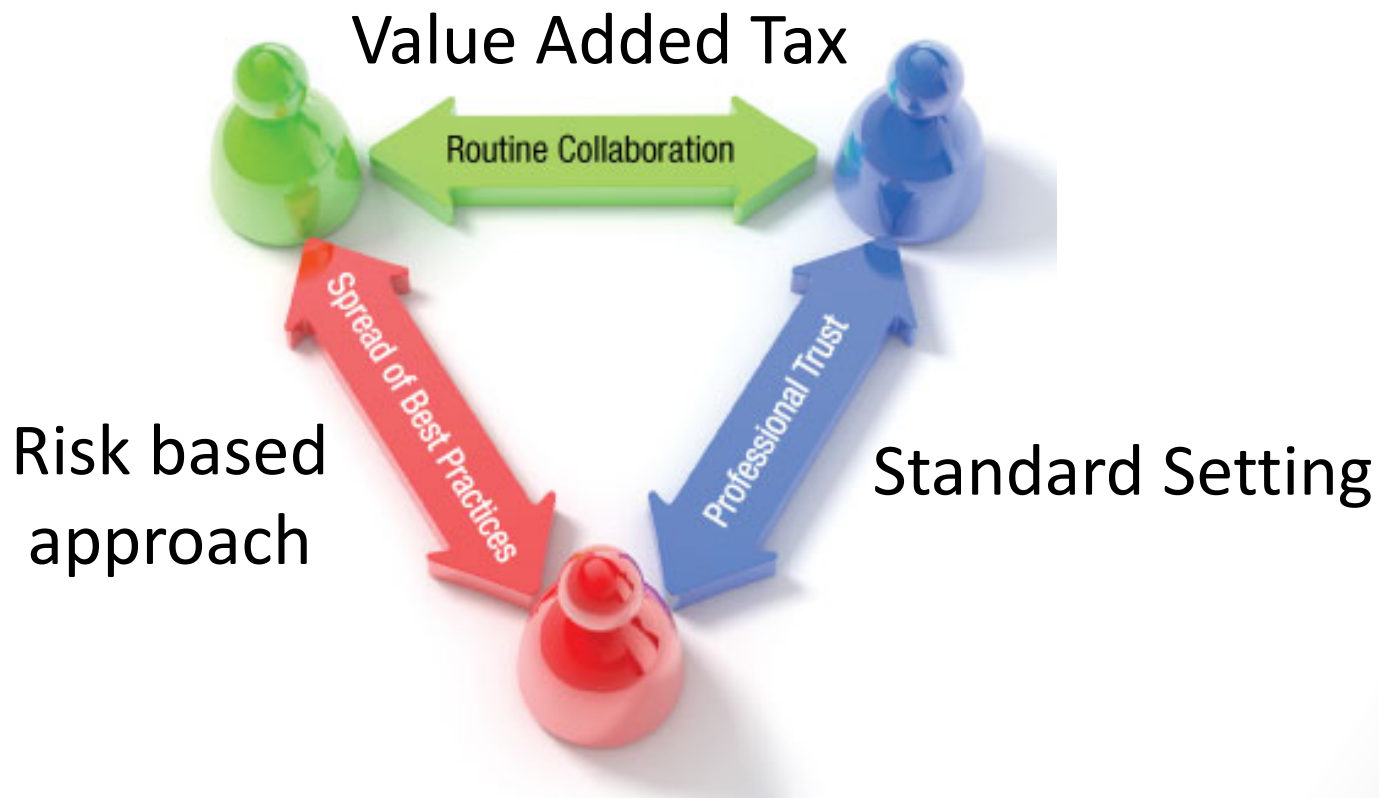 Value Added Tax
Routine Collaboration
Spread of Best Practices
Professional Trust
Risk based
approach
Standard Setting